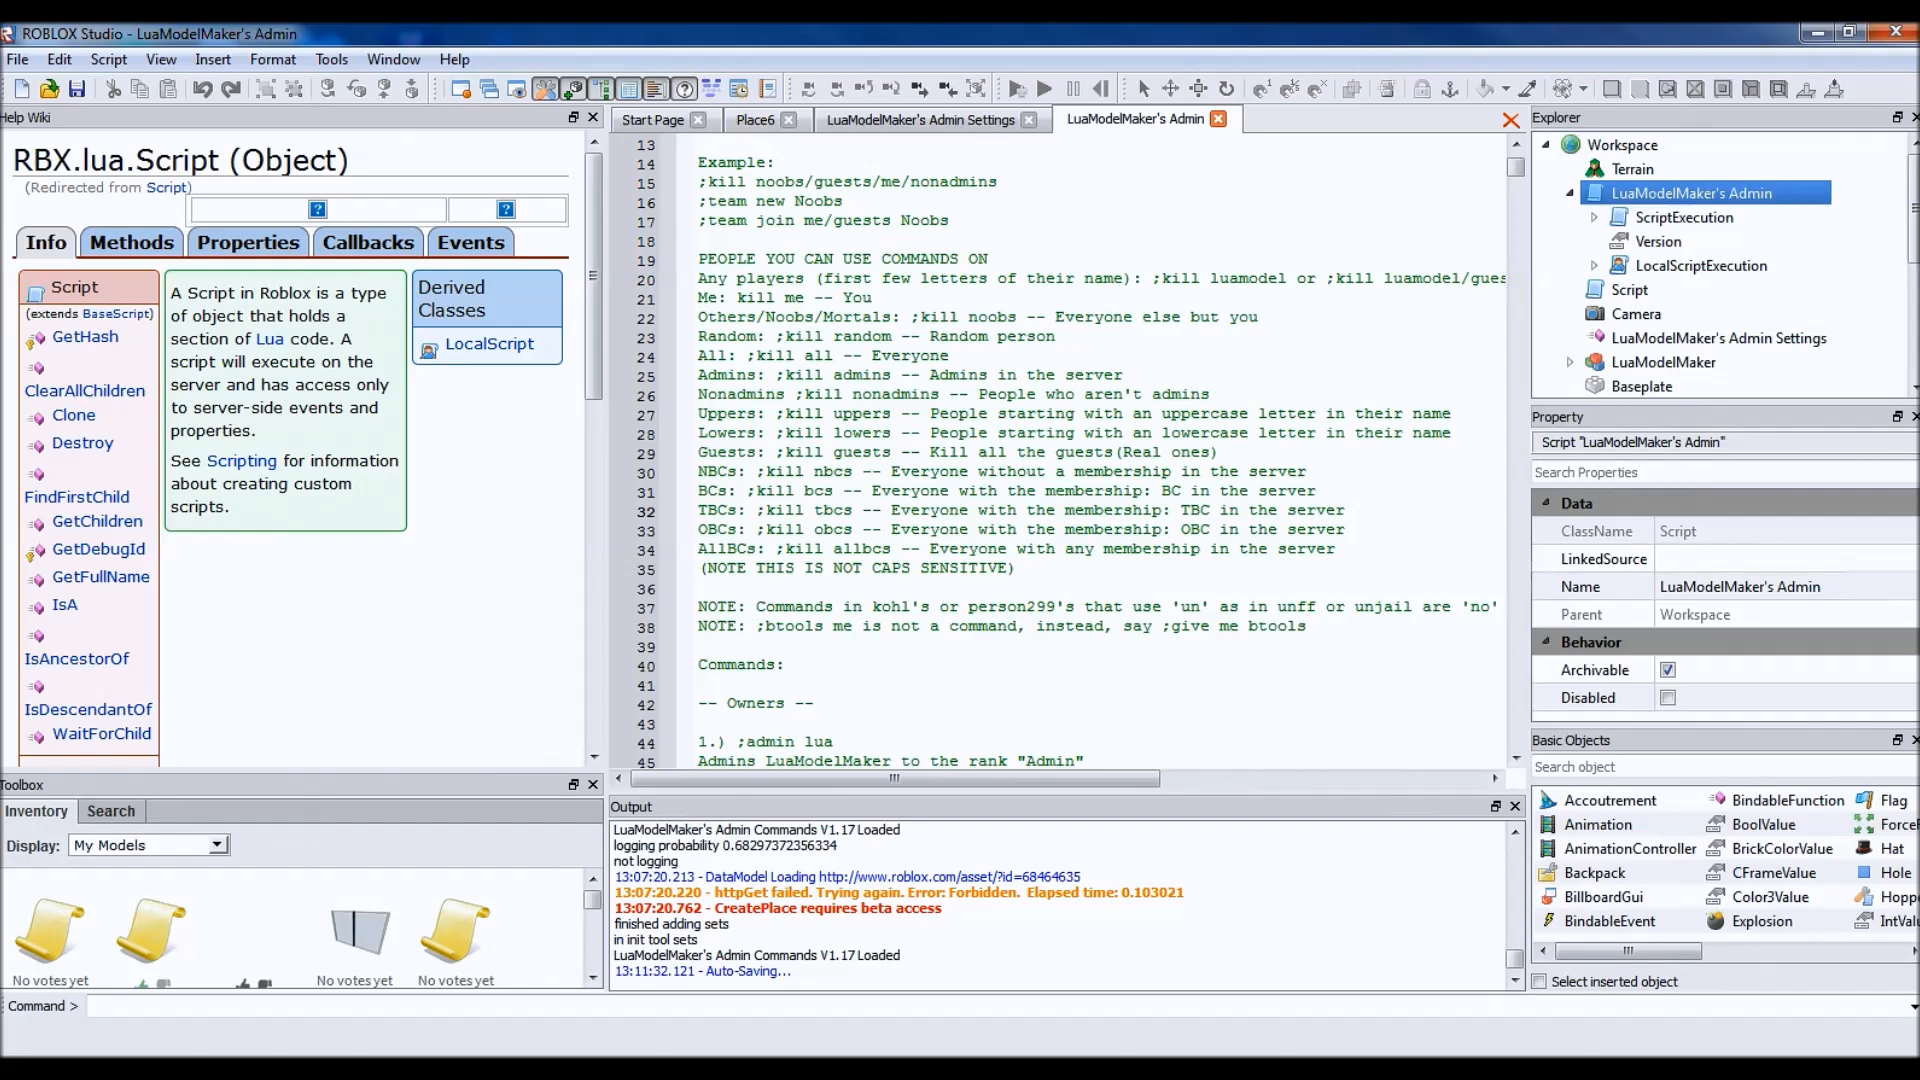 ROBLOX Studio - LuaModelMaker's Admin
File Edit Script View Insert Format Tools Window Help
Help Wiki
RBX.lua.Script (Object)
(Redirected from Script)
Info Methods Properties Callbacks Events
Script
(extends BaseScript)
GetHash
ClearAllChildren
Clone
Destroy
FindFirstChild
GetChildren
GetDebugId
GetFullName
IsA
IsAncestorOf
IsDescendantOf
WaitForChild
A Script in Roblox is a type
of object that holds a
section of Lua code. A
script will execute on the
server and has access only
to server-side events and
properties.
See Scripting for information
about creating custom
scripts.
Derived
Classes
LocalScript
Toolbox
Inventory Search
Display: My Models
No votes yet No votes yet No votes yet
Start Page Place6 LuaModelMaker's Admin Settings LuaModelMaker's Admin
13
14 Example:
15 ;kill noobs/guests/me/nonadmins
16 ;team new Noobs
17 ;team join me/guests Noobs
18
19 PEOPLE YOU CAN USE COMMANDS ON
20 Any players (first few letters of their name): ;kill luamodel or ;kill luamodel/gues
21 Me: kill me -- You
22 Others/Noobs/Mortals: ;kill noobs -- Everyone else but you
23 Random: ;kill random -- Random person
24 All: ;kill all -- Everyone
25 Admins: ;kill admins -- Admins in the server
26 Nonadmins ;kill nonadmins -- People who aren't admins
27 Uppers: ;kill uppers -- People starting with an uppercase letter in their name
28 Lowers: ;kill lowers -- People starting with an lowercase letter in their name
29 Guests: ;kill guests -- Kill all the guests(Real ones)
30 NBCs: ;kill nbcs -- Everyone without a membership in the server
31 BCs: ;kill bcs -- Everyone with the membership: BC in the server
32 TBCs: ;kill tbcs -- Everyone with the membership: TBC in the server
33 OBCs: ;kill obcs -- Everyone with the membership: OBC in the server
34 AllBCs: ;kill allbcs -- Everyone with any membership in the server
35 (NOTE THIS IS NOT CAPS SENSITIVE)
36
37 NOTE: Commands in kohl's or person299's that use 'un' as in unff or unjail are 'no'
38 NOTE: ;btools me is not a command, instead, say ;give me btools
39
40 Commands:
41
42 -- Owners --
43
44 1.) ;admin lua
45 Admins LuaModelMaker to the rank "Admin"
Output
LuaModelMaker's Admin Commands V1.17 Loaded
logging probability 0.68297372356334
not logging
13:07:20.213 - DataModel Loading http://www.roblox.com/asset/?id=68464635
13:07:20.220 - httpGet failed. Trying again. Error: Forbidden. Elapsed time: 0.103021
13:07:20.762 - CreatePlace requires beta access
finished adding sets
in init tool sets
LuaModelMaker's Admin Commands V1.17 Loaded
13:11:32.121 - Auto-Saving...
Explorer
Workspace
Terrain
LuaModelMaker's Admin
ScriptExecution
Version
LocalScriptExecution
Script
Camera
LuaModelMaker's Admin Settings
LuaModelMaker
Baseplate
Property
Script "LuaModelMaker's Admin"
Search Properties
Data
ClassName Script
LinkedSource
Name LuaModelMaker's Admin
Parent Workspace
Behavior
Archivable
Disabled
Basic Objects
Search object
Accoutrement BindableFunction Flag
Animation BoolValue ForceF
AnimationController BrickColorValue Hat
Backpack CFrameValue Hole
BillboardGui Color3Value Hoppe
BindableEvent Explosion IntValu
Select inserted object
Command >